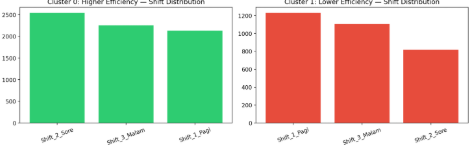 Cluster 0: Higher Efficiency — Shift Distribution
2500
2000
1500
1000
500
0
Shift_2_Sore
Shift_3_Malam
Shift_1_Pagi
Cluster 1: Lower Efficiency — Shift Distribution
1200
1000
800
600
400
200
0
Shift_1_Pagi
Shift_3_Malam
Shift_2_Sore